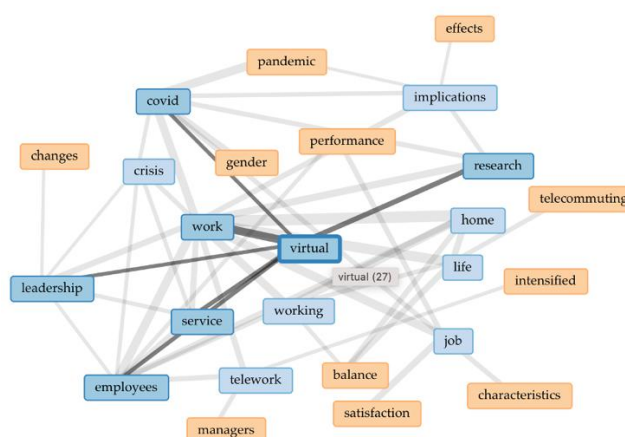 effects
pandemic
covid
implications
changes
performance
crisis
gender
research
telecommuting
work
home
virtual
life
virtual (27)
leadership
intensified
service
working
job
balance
employees
telework
characteristics
satisfaction
managers